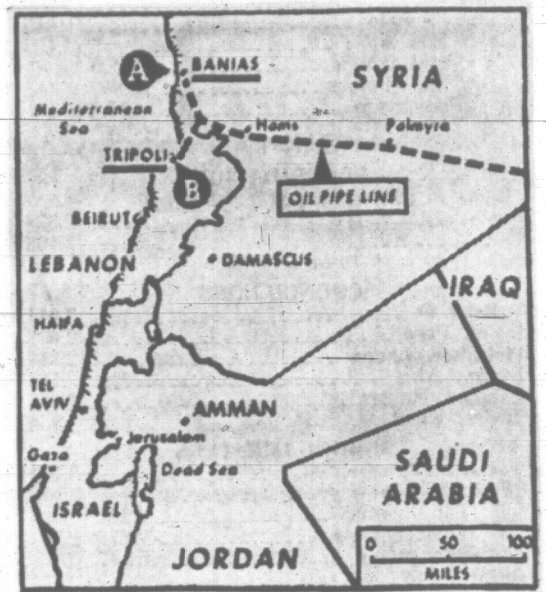 A
BANIAS
SYRIA
Mediterranean
Sea
Homs
Palmyra
TRIPOLI
B
OIL PIPE LINE
BEIRUT
LEBANON
DAMASCUS
IRAQ
HAIFA
TEL
AVIV
AMMAN
Jerusalem
Gaza
Dead Sea
SAUDI
ARABIA
ISRAEL
JORDAN
0 50 100
MILES